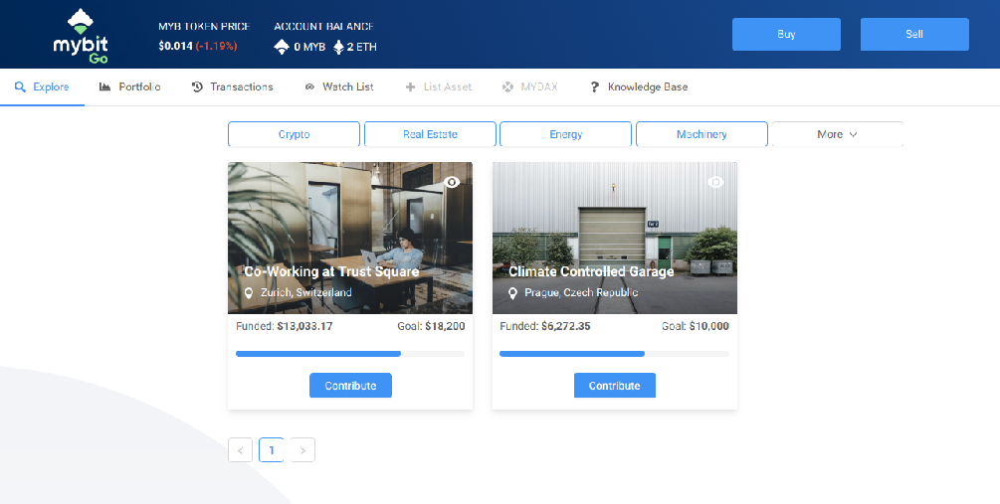 mybit
Go
MYB TOKEN PRICE
$0.014 (-1.19%)
ACCOUNT BALANCE
0 MYB 2 ETH
Buy
Sell
Explore
Portfolio
Transactions
Watch List
List Asset
MYDAX
Knowledge Base
Crypto
Real Estate
Energy
Machinery
More
Co-Working at Trust Square
Zurich, Switzerland
Funded: $13,033.17
Goal: $18,200
Contribute
Climate Controlled Garage
Prague, Czech Republic
Funded: $6,272.35
Goal: $10,000
Contribute
< 1 >